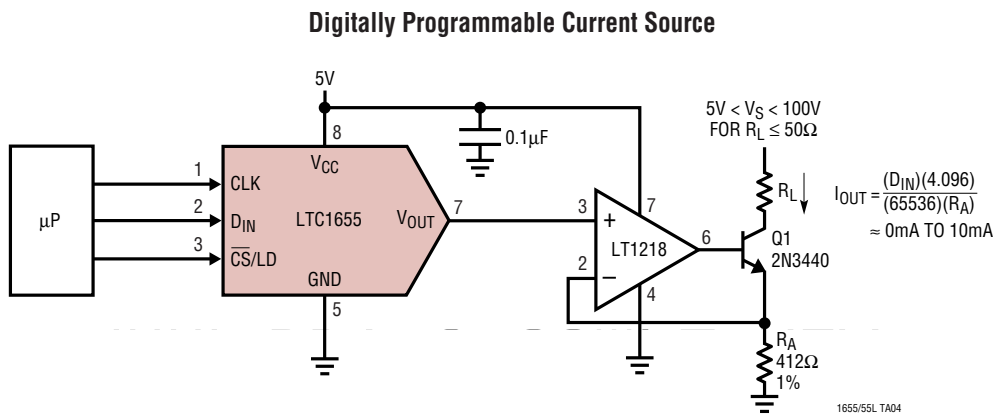 Digitally Programmable Current Source
5V
5V < VS < 100V
FOR RL ≤ 50Ω
8
0.1µF
µP
1
CLK
VCC
2
DIN
LTC1655
VOUT
7
3
CS/LD
GND
5
3
+
7
LT1218
6
2
–
4
RL
IOUT = (DIN)(4.096)
(65536)(RA)
≈ 0mA TO 10mA
Q1
2N3440
RA
412Ω
1%
1655/55L TA04